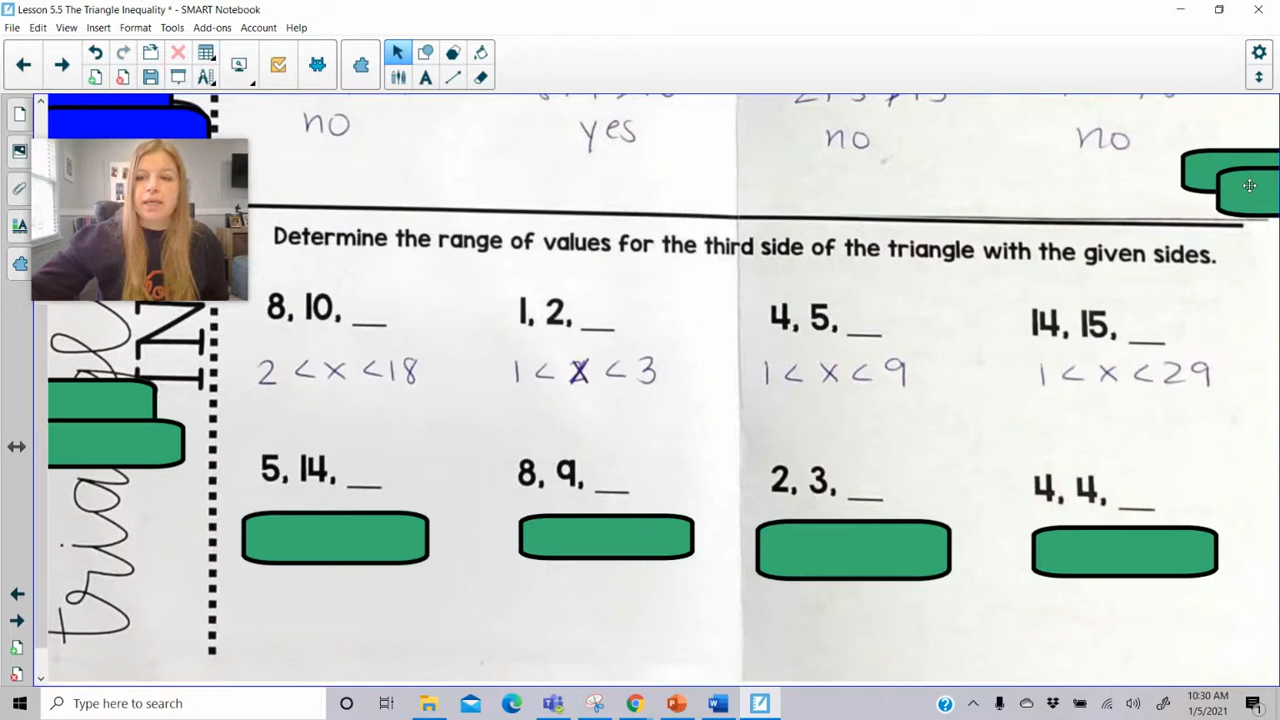 Lesson 5.5 The Triangle Inequality * - SMART Notebook
File Edit View Insert Format Tools Add-ons Account Help
no yes no no
Determine the range of values for the third side of the triangle with the given sides.
8, 10, __ 1, 2, __ 4, 5, __ 14, 15, __
2 < x < 18 1 < x < 3 1 < x < 9 1 < x < 29
5, 14, __ 8, 9, __ 2, 3, __ 4, 4, __
Type here to search
10:30 AM
1/5/2021